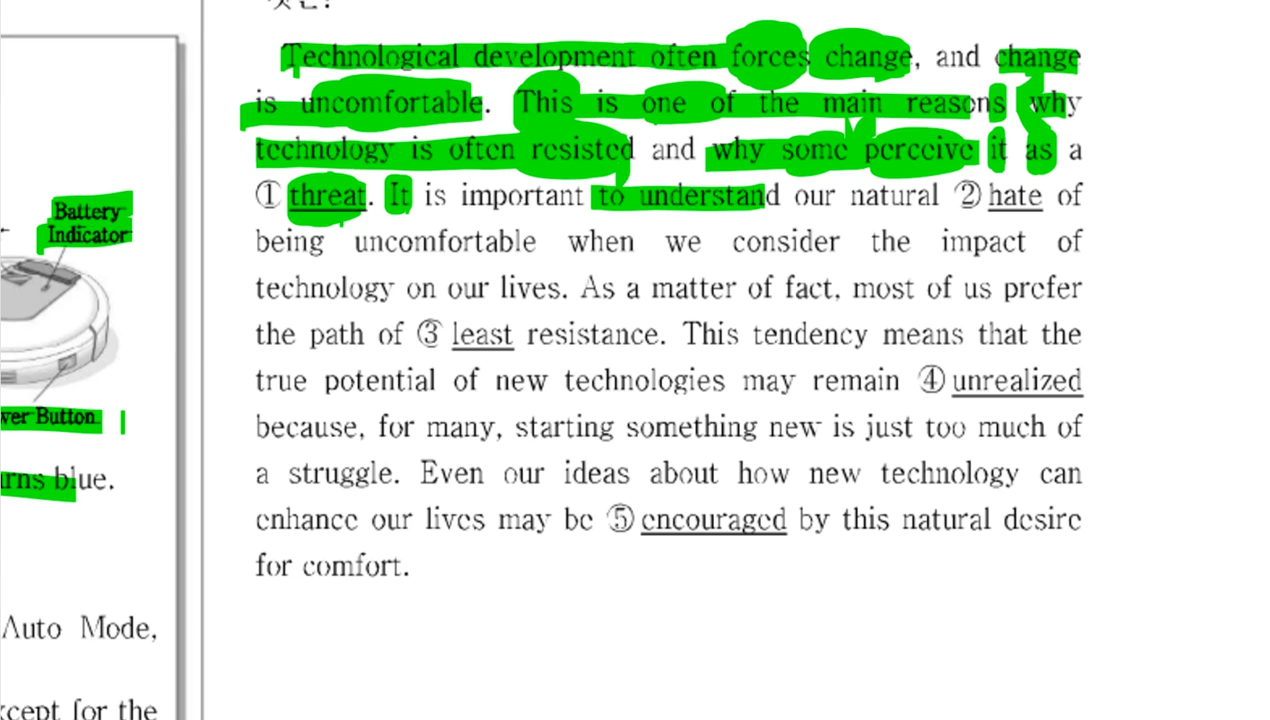 Battery
Indicator
ver Button
rns blue.
Auto Mode,
xcept for the
Technological development often forces change, and change
is uncomfortable. This is one of the main reasons why
technology is often resisted and why some perceive it as a
① threat. It is important to understand our natural ② hate of
being uncomfortable when we consider the impact of
technology on our lives. As a matter of fact, most of us prefer
the path of ③ least resistance. This tendency means that the
true potential of new technologies may remain ④ unrealized
because, for many, starting something new is just too much of
a struggle. Even our ideas about how new technology can
enhance our lives may be ⑤ encouraged by this natural desire
for comfort.